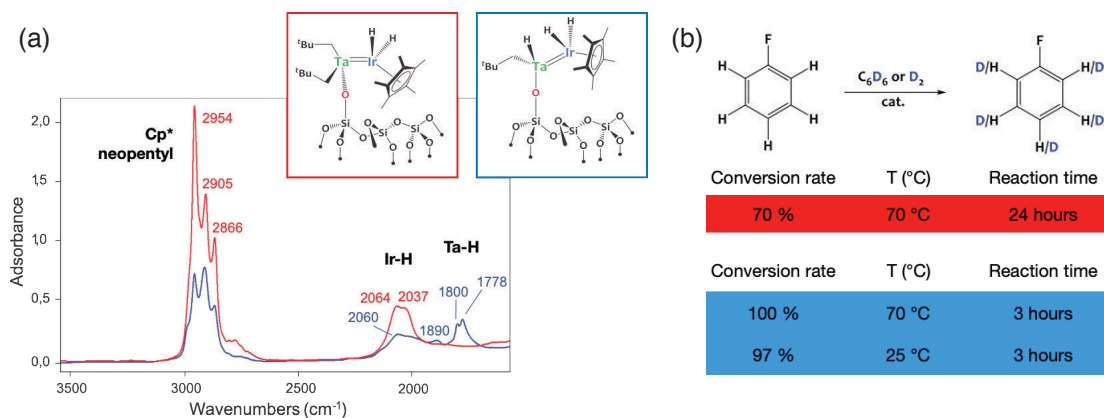 (a)
2,0
1,5
1,0
0,5
0,0
Adsorbance
3500
3000
2500
2000
Wavenumbers (cm⁻¹)
Cp*
neopentyl
2954
2905
2866
Ir-H
2064
2037
2060
1890
Ta-H
1800
1778
tBu
tBu
Ta
Ir
H
H
O
Si
O
Si
O
Si
O
O
O
O
O
tBu
H
Ta
H
H
Ir
O
Si
O
Si
O
Si
O
O
O
O
O
(b)
F
H
H
H
H
H
C₆D₆ or D₂
cat.
F
D/H
H/D
D/H
H/D
H/D
Conversion rate T (°C) Reaction time
70 % 70 °C 24 hours
Conversion rate T (°C) Reaction time
100 % 70 °C 3 hours
97 % 25 °C 3 hours